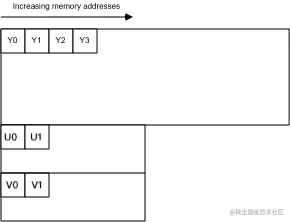 Increasing memory addresses
Y0 Y1 Y2 Y3
U0 U1
V0 V1
@稀土掘金技术社区